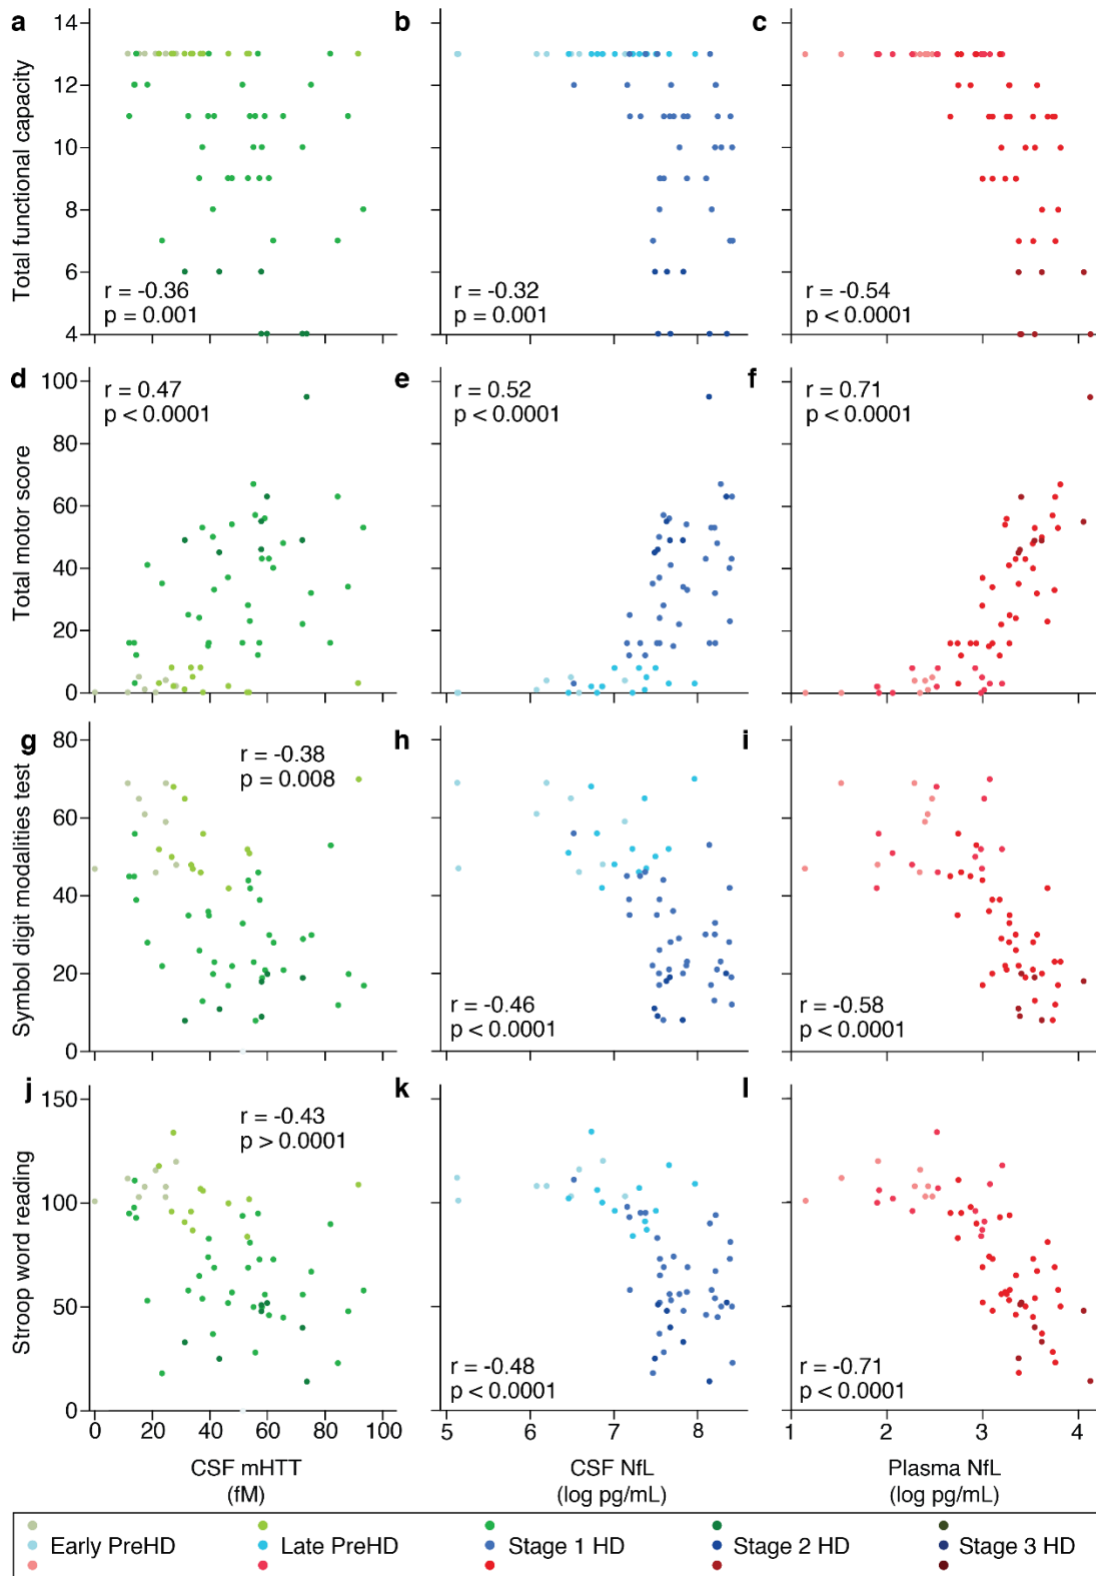 a
b
c
14
12
10
8
6
4
Total functional capacity
r = -0.36
p = 0.001
r = -0.32
p = 0.001
r = -0.54
p < 0.0001
d
e
f
100
80
60
40
20
0
Total motor score
r = 0.47
p < 0.0001
r = 0.52
p < 0.0001
r = 0.71
p < 0.0001
g
h
i
80
60
40
20
0
Symbol digit modalities test
r = -0.38
p = 0.008
r = -0.46
p < 0.0001
r = -0.58
p < 0.0001
j
k
l
150
100
50
0
Stroop word reading
r = -0.43
p > 0.0001
r = -0.48
p < 0.0001
r = -0.71
p < 0.0001
0 20 40 60 80 100
5 6 7 8
1 2 3 4
CSF mHTT
(fM)
CSF NfL
(log pg/mL)
Plasma NfL
(log pg/mL)
Early PreHD
Late PreHD
Stage 1 HD
Stage 2 HD
Stage 3 HD